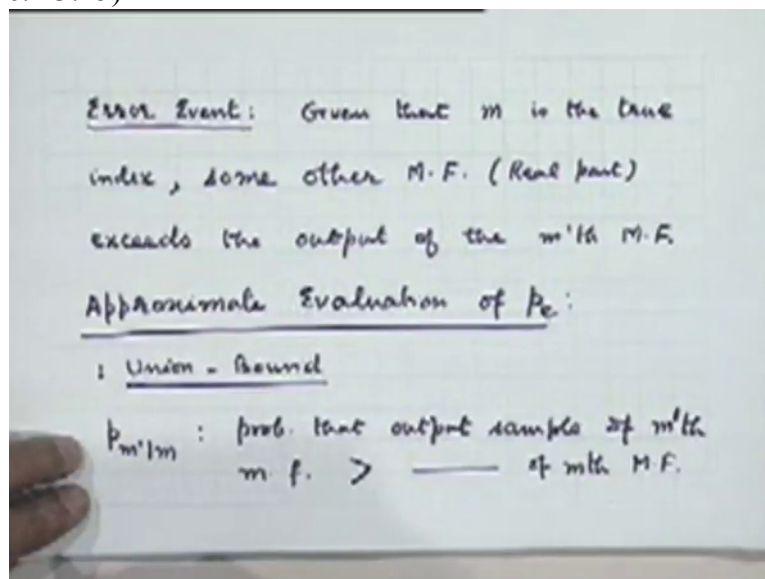 Error Event: Given that m is the true
index, some other M.F. (Real part)
exceeds the output of the m'th M.F.
Approximate Evaluation of Pe:
: Union - Bound
Pm'|m : prob. that output sample of m'th
m.f. > —— of mth M.F.